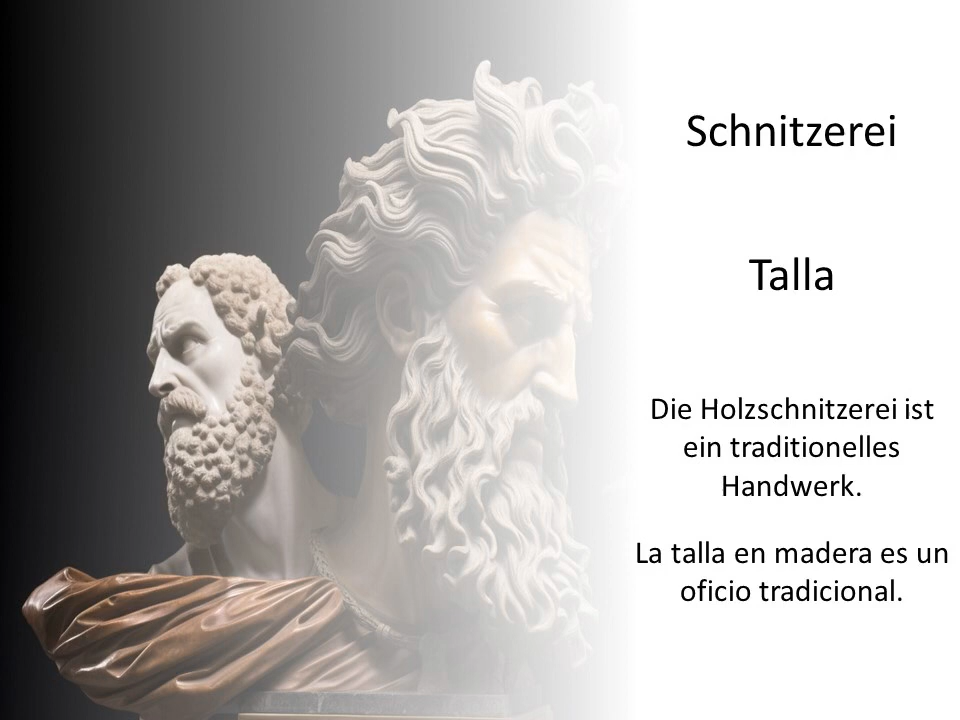 Schnitzerei
Talla
Die Holzschnitzerei ist
ein traditionelles
Handwerk.
La talla en madera es un
oficio tradicional.